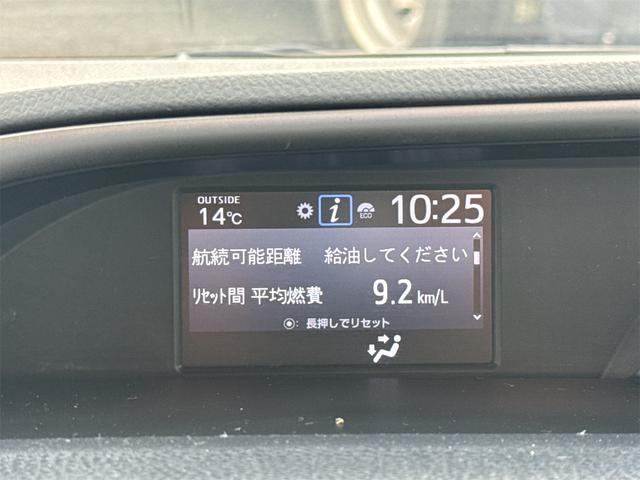 OUTSIDE
14℃
i
ECO
10:25
航続可能距離 給油してください
ﾘｾｯﾄ間 平均燃費 9.2 km/L
◉: 長押しでリセット